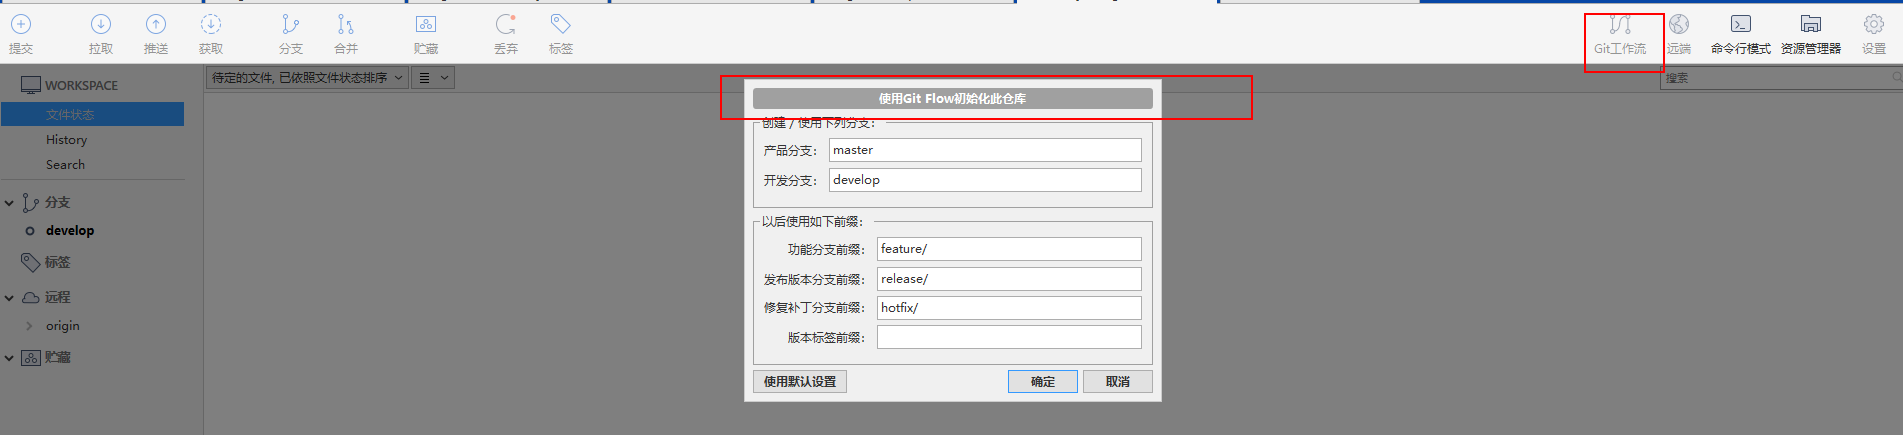 提交 拉取 推送 获取 分支 合并 贮藏 丢弃 标签 Git工作流 远端 命令行模式 资源管理器 设置
WORKSPACE
文件状态
History
Search
分支
develop
标签
远程
origin
贮藏
待定的文件, 已依照文件状态排序
搜索
使用Git Flow初始化此仓库
创建 / 使用下列分支：
产品分支： master
开发分支： develop
以后使用如下前缀：
功能分支前缀： feature/
发布版本分支前缀： release/
修复补丁分支前缀： hotfix/
版本标签前缀：
使用默认设置 确定 取消